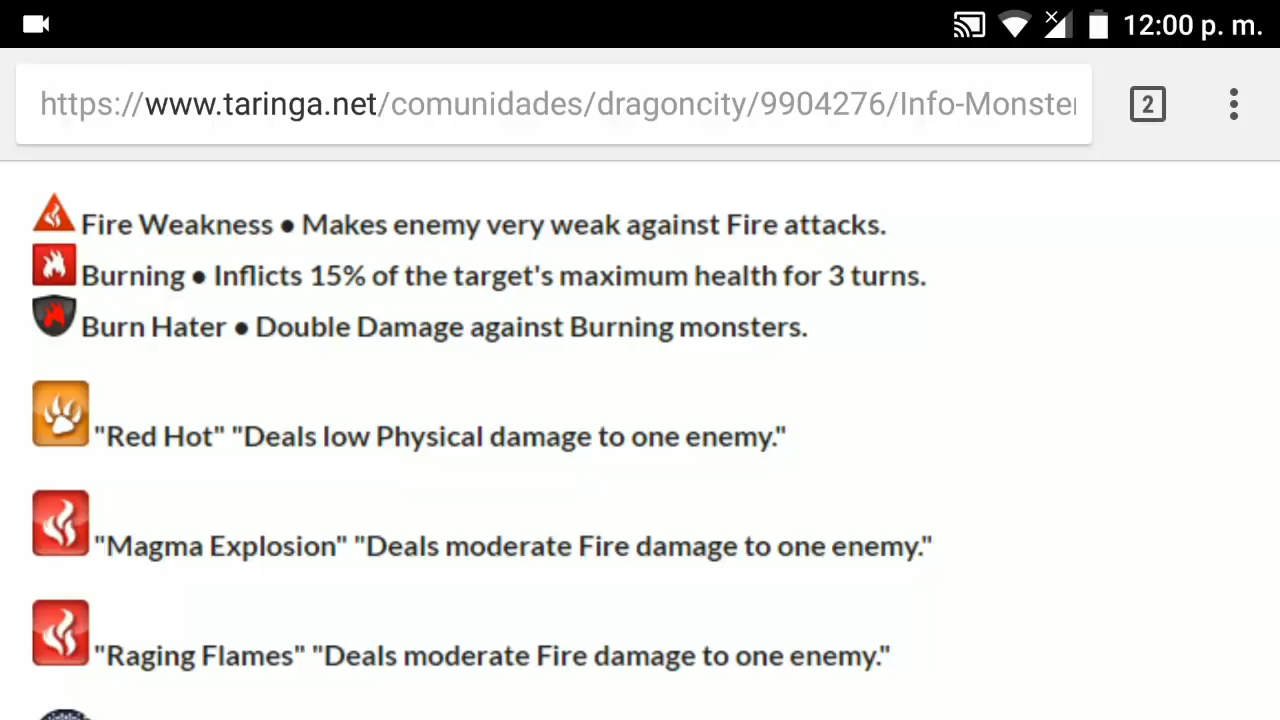 12:00 p. m.
https://www.taringa.net/comunidades/dragoncity/9904276/Info-Monster
2
Fire Weakness ● Makes enemy very weak against Fire attacks.
Burning ● Inflicts 15% of the target's maximum health for 3 turns.
Burn Hater ● Double Damage against Burning monsters.
"Red Hot" "Deals low Physical damage to one enemy."
"Magma Explosion" "Deals moderate Fire damage to one enemy."
"Raging Flames" "Deals moderate Fire damage to one enemy."